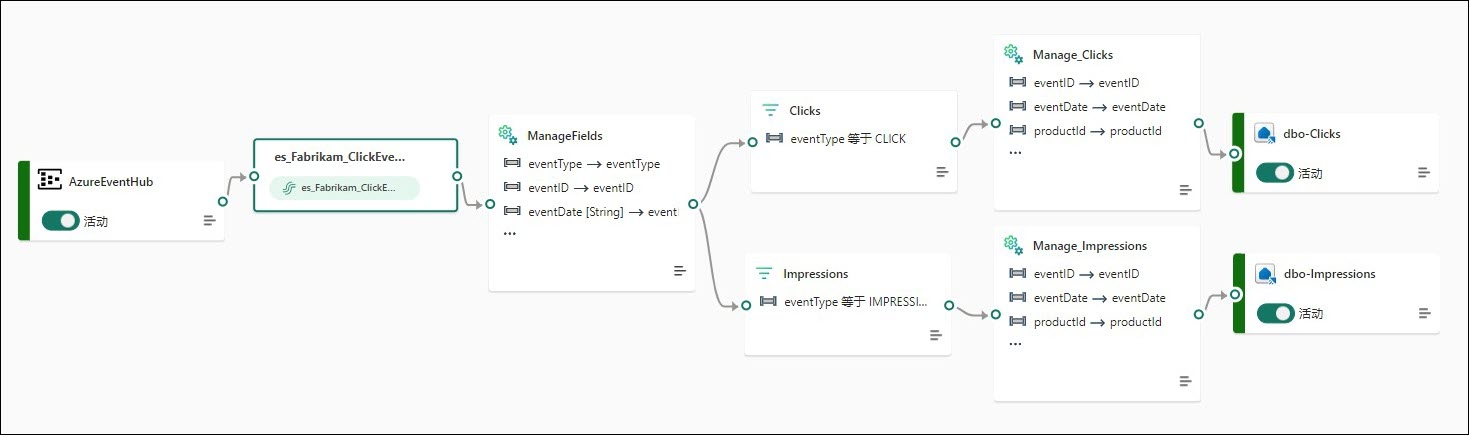 AzureEventHub
活动
es_Fabrikam_ClickEve...
es_Fabrikam_ClickE...
ManageFields
eventType → eventType
eventID → eventID
eventDate [String] → eventI
...
Clicks
eventType 等于 CLICK
Impressions
eventType 等于 IMPRESSI...
Manage_Clicks
eventID → eventID
eventDate → eventDate
productId → productId
...
Manage_Impressions
eventID → eventID
eventDate → eventDate
productId → productId
...
dbo-Clicks
活动
dbo-Impressions
活动